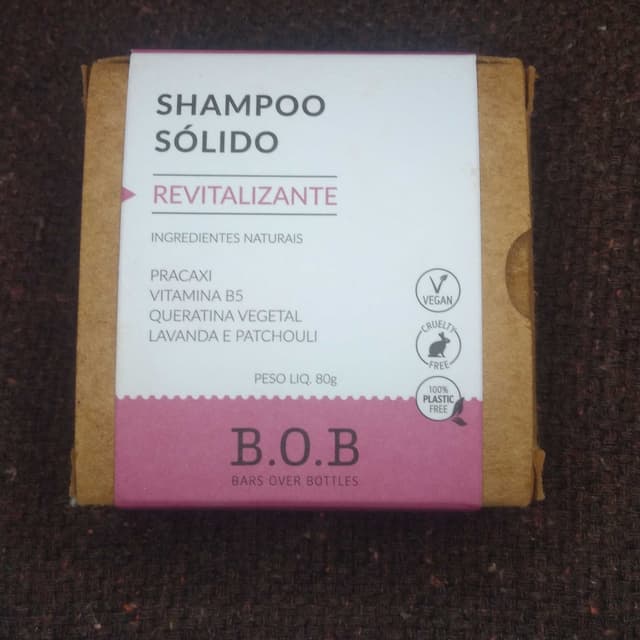 SHAMPOO
SÓLIDO
REVITALIZANTE
INGREDIENTES NATURAIS
PRACAXI
VITAMINA B5
QUERATINA VEGETAL
LAVANDA E PATCHOULI
VEGAN
CRUELTY
FREE
PESO LIQ. 80g
100%
PLASTIC
FREE
B.O.B
BARS OVER BOTTLES